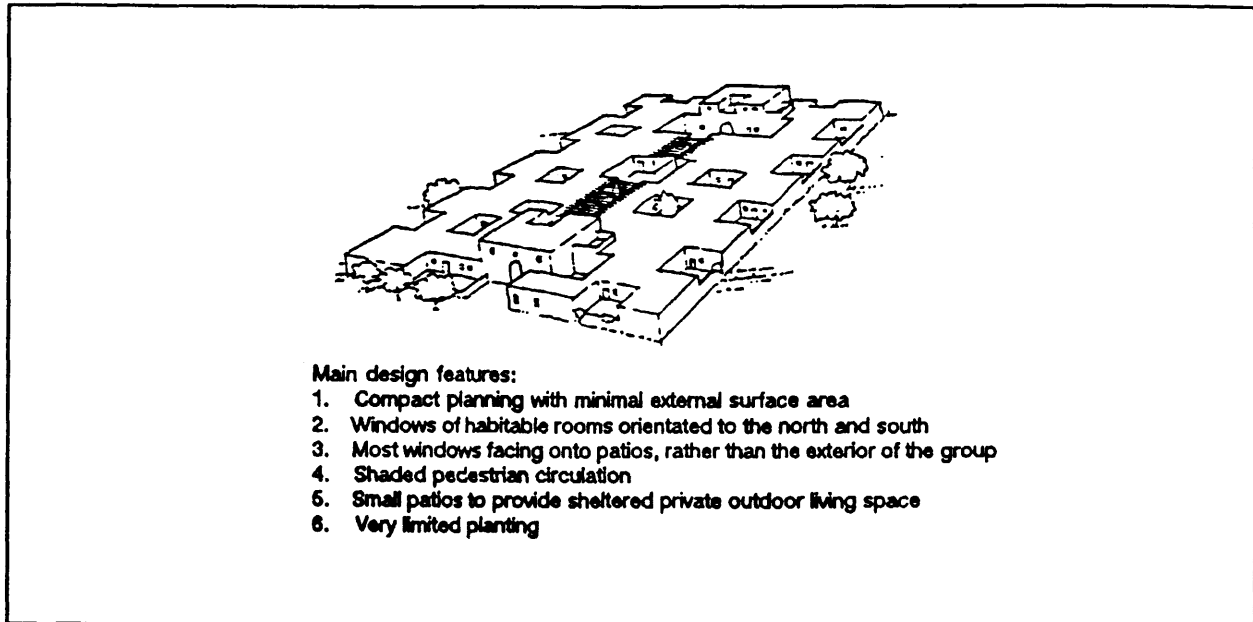 Main design features:
1. Compact planning with minimal external surface area
2. Windows of habitable rooms orientated to the north and south
3. Most windows facing onto patios, rather than the exterior of the group
4. Shaded pedestrian circulation
5. Small patios to provide sheltered private outdoor living space
6. Very limited planting